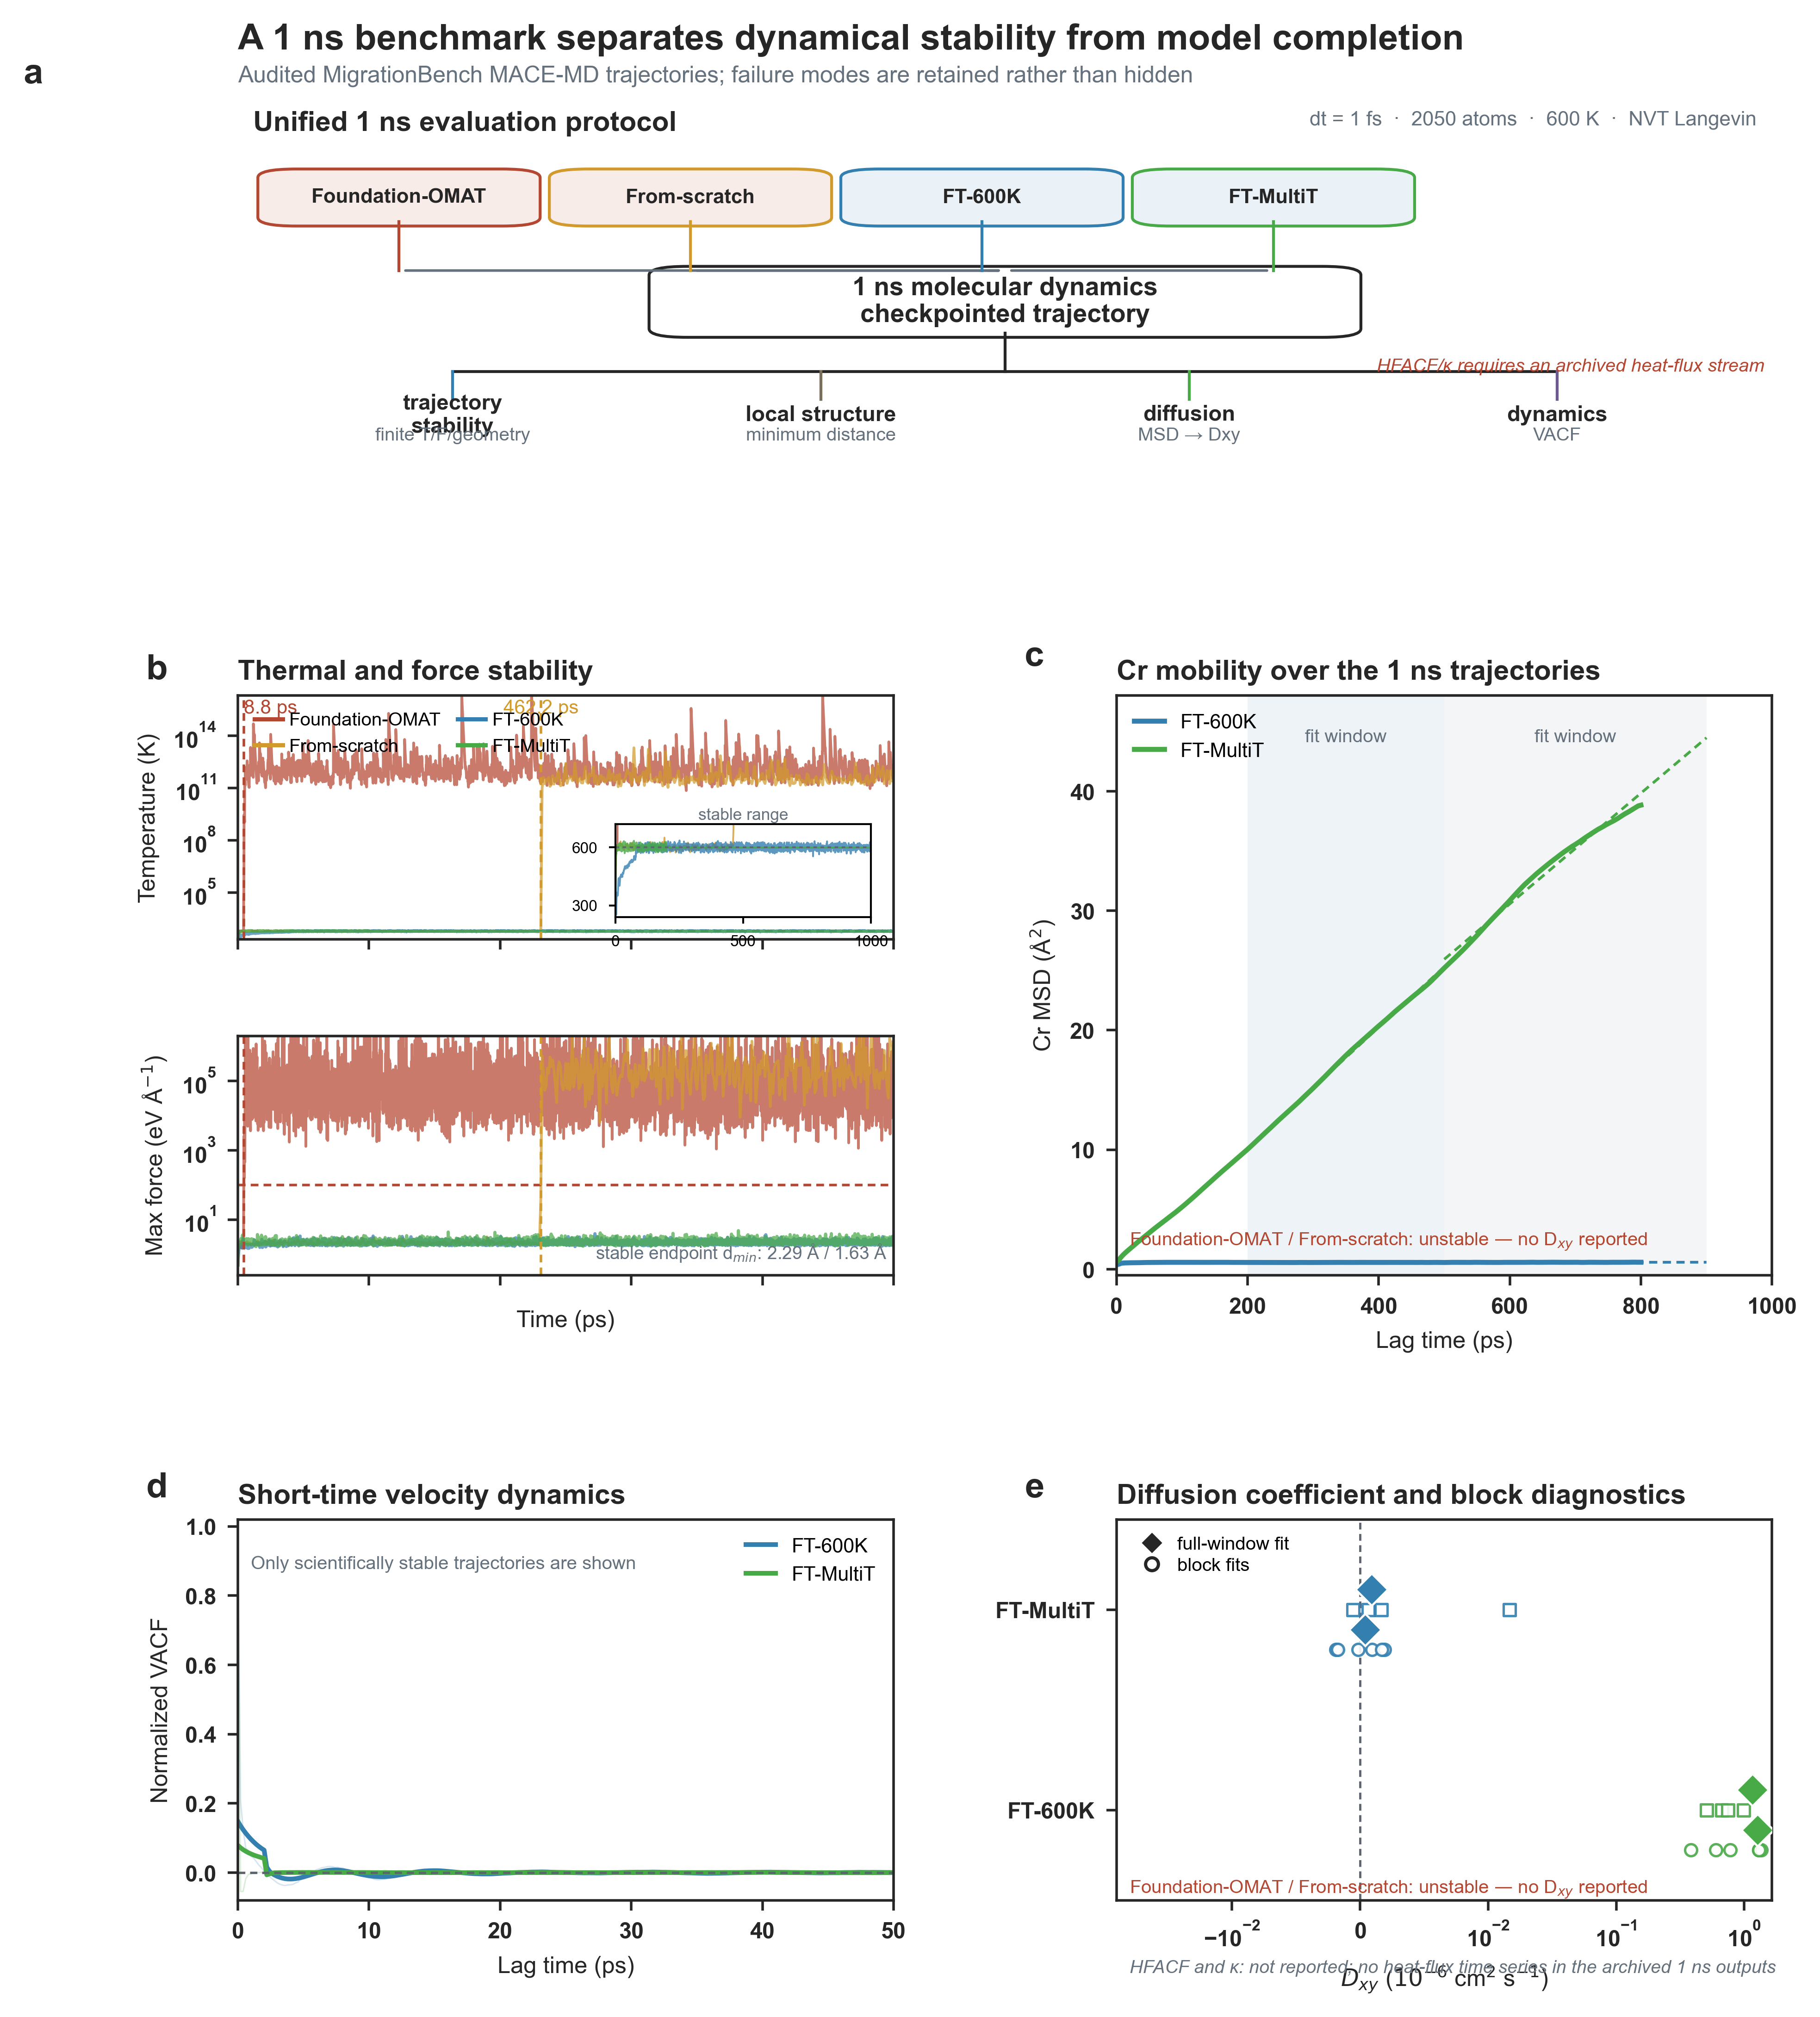 A 1 ns benchmark separates dynamical stability from model completion
a
Audited MigrationBench MACE-MD trajectories; failure modes are retained rather than hidden
Unified 1 ns evaluation protocol
dt = 1 fs · 2050 atoms · 600 K · NVT Langevin
Foundation-OMAT
From-scratch
FT-600K
FT-MultiT
1 ns molecular dynamics
checkpointed trajectory
HFACF/κ requires an archived heat-flux stream
trajectory
stability
finite T/F/geometry
local structure
minimum distance
diffusion
MSD → Dxy
dynamics
VACF
b
Thermal and force stability
8.8 ps
462.2 ps
Foundation-OMAT
From-scratch
FT-600K
FT-MultiT
Temperature (K)
10^14
10^11
10^8
10^5
stable range
600
300
0
500
1000
Max force (eV Å⁻¹)
10^5
10^3
10^1
stable endpoint d_min: 2.29 Å / 1.63 Å
Time (ps)
c
Cr mobility over the 1 ns trajectories
FT-600K
FT-MultiT
fit window
fit window
Cr MSD (Å²)
40
30
20
10
0
Foundation-OMAT / From-scratch: unstable — no D_xy reported
0
200
400
600
800
1000
Lag time (ps)
d
Short-time velocity dynamics
Only scientifically stable trajectories are shown
FT-600K
FT-MultiT
Normalized VACF
1.0
0.8
0.6
0.4
0.2
0.0
0
10
20
30
40
50
Lag time (ps)
e
Diffusion coefficient and block diagnostics
full-window fit
block fits
FT-MultiT
FT-600K
Foundation-OMAT / From-scratch: unstable — no D_xy reported
−10^−2
0
10^−2
10^−1
10^0
HFACF and κ: not reported; no heat-flux time series in the archived 1 ns outputs
D_xy (10⁻⁶ cm² s⁻¹)